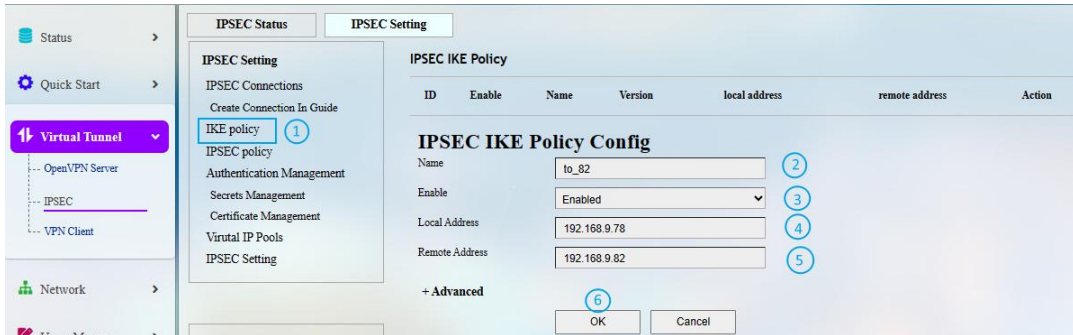 IPSEC Status
IPSEC Setting
Status
Quick Start
Virtual Tunnel
OpenVPN Server
IPSEC
VPN Client
Network
IPSEC Setting
IPSEC Connections
Create Connection In Guide
IKE policy 1
IPSEC policy
Authentication Management
Secrets Management
Certificate Management
Virutal IP Pools
IPSEC Setting
IPSEC IKE Policy
ID Enable Name Version local address remote address Action
IPSEC IKE Policy Config
Name to_82 2
Enable Enabled 3
Local Address 192.168.9.78 4
Remote Address 192.168.9.82 5
+ Advanced
6
OK Cancel